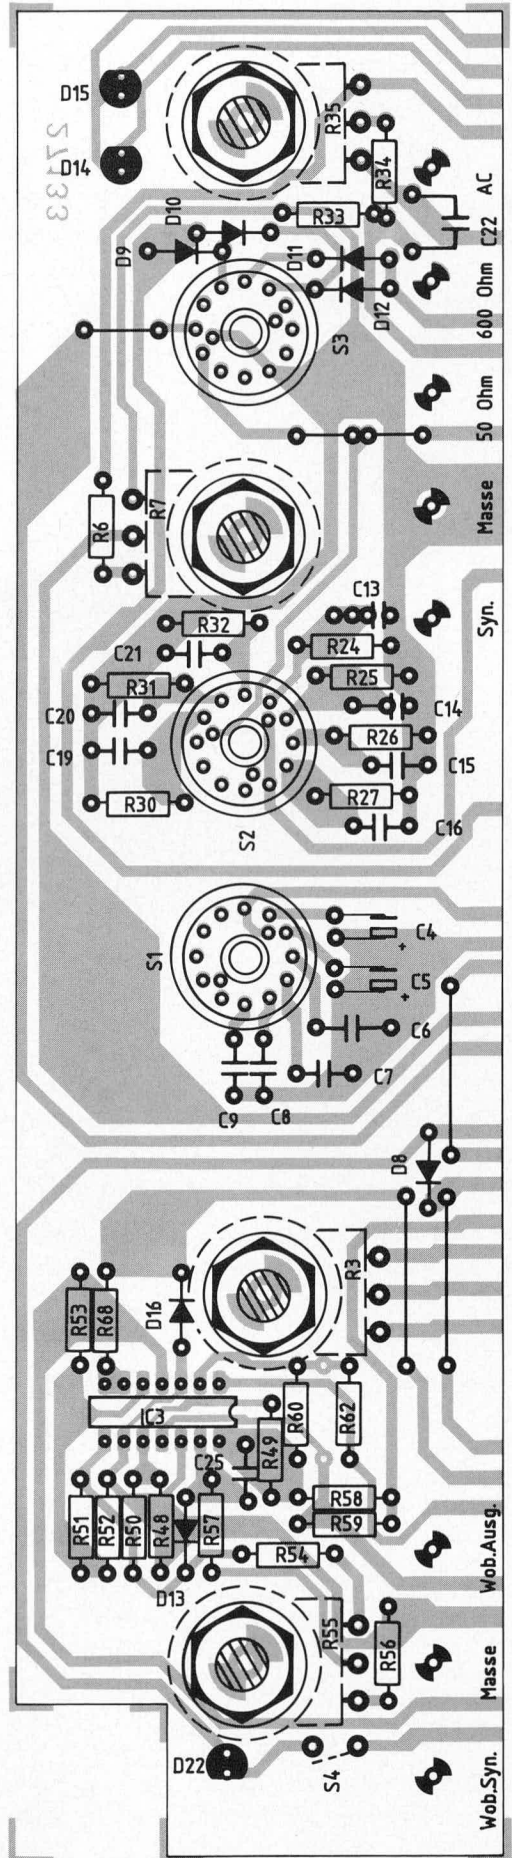 D15
R35
D14
27133
R34
AC
D10
R33
C22
D9
D11
600 Ohm
D12
S3
50 Ohm
R7
Masse
R6
C13
R32
Syn.
C21
R24
R31
R25
C20
C14
R26
C19
C15
R30
R27
C16
S2
S1
C4
+
C5
+
C6
C7
C9
C8
D8
R3
R53
R68
D16
IC3
R60
R62
R49
C25
R51
R52
R50
R48
R57
R58
R59
Wob.Ausg.
R54
D13
R55
R56
Masse
D22
S4
Wob.Syn.